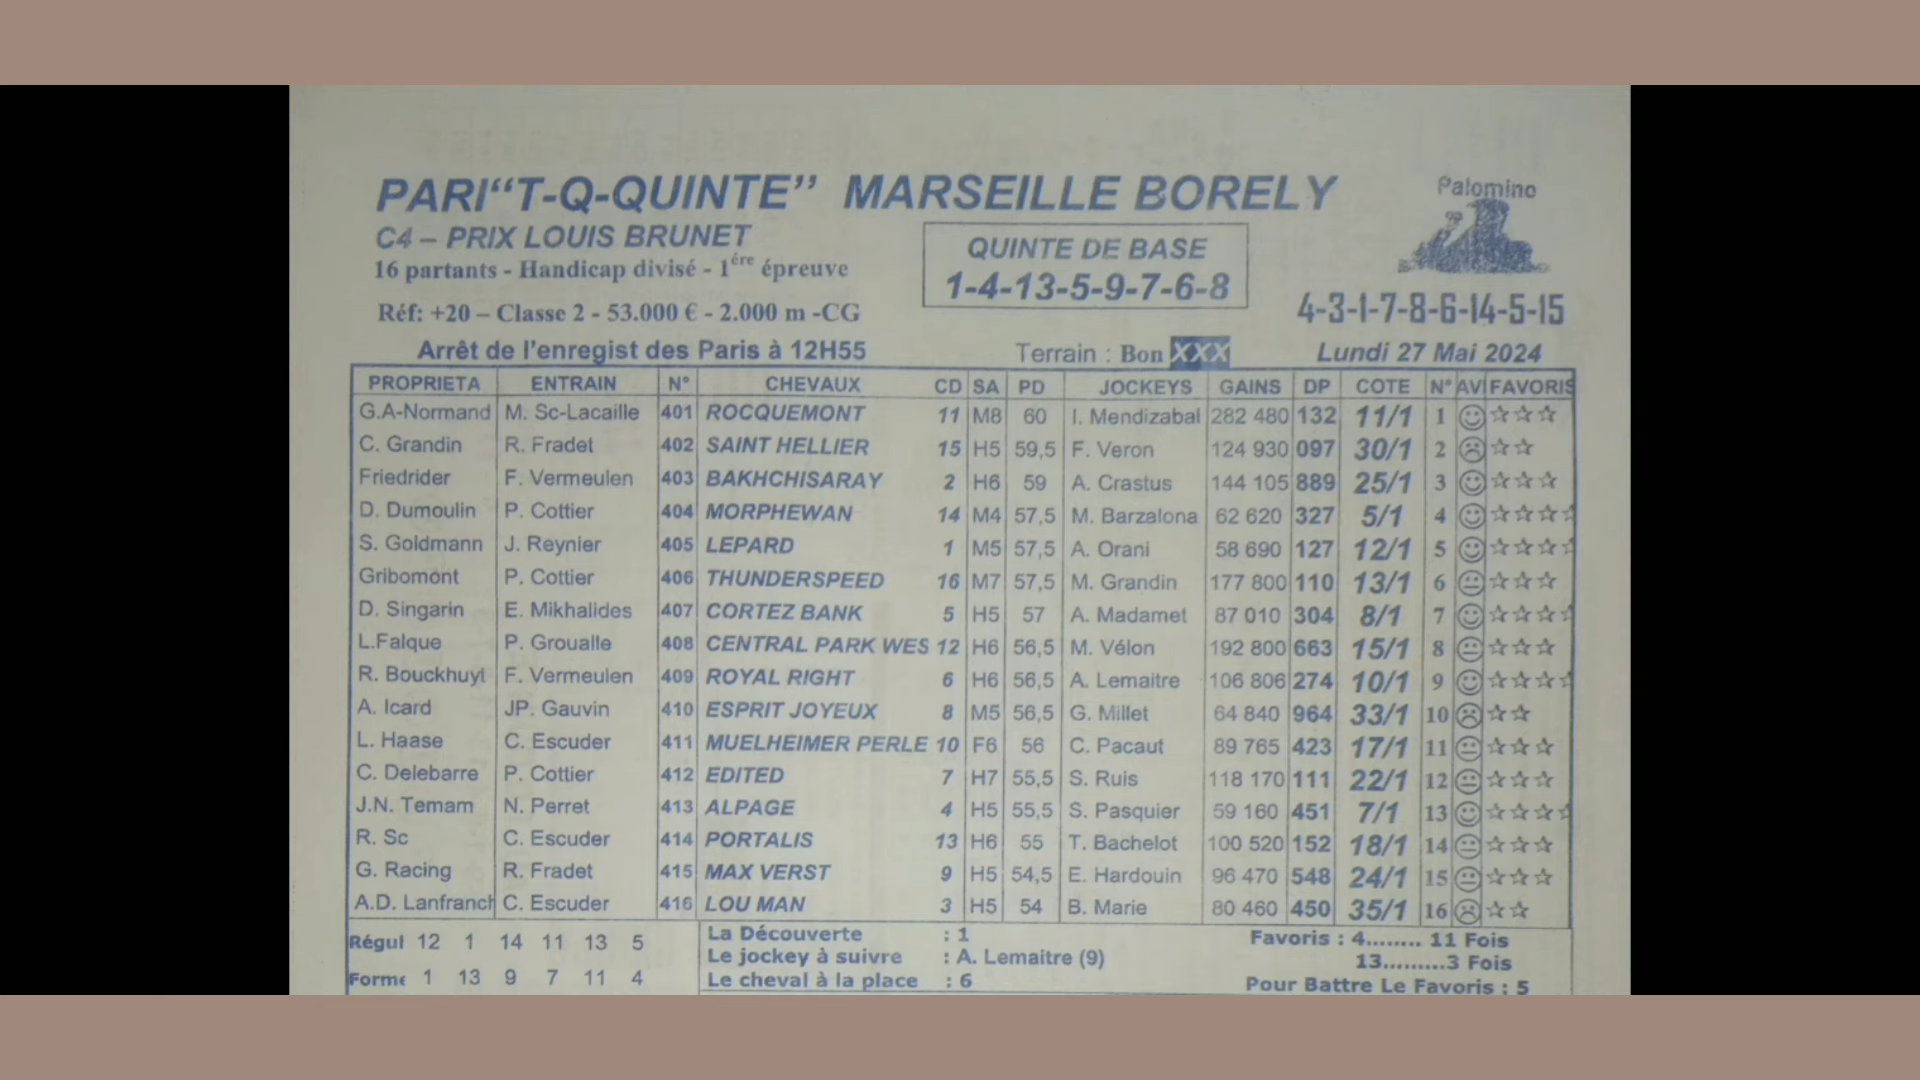 PARI“T-Q-QUINTE” MARSEILLE BORELY
Palomino
C4 – PRIX LOUIS BRUNET
16 partants - Handicap divisé - 1ére épreuve
QUINTE DE BASE
1-4-13-5-9-7-6-8
Réf: +20 – Classe 2 - 53.000 € - 2.000 m -CG
4-3-1-7-8-6-14-5-15
Arrêt de l'enregist des Paris à 12H55 Terrain : Bon XXX Lundi 27 Mai 2024
PROPRIETA ENTRAIN N° CHEVAUX CD SA PD JOCKEYS GAINS DP COTE N° AV FAVORIS
G.A-Normand M. Sc-Lacaille 401 ROCQUEMONT 11 M8 60 I. Mendizabal 282 480 132 11/1 1 ☆☆☆
C. Grandin R. Fradet 402 SAINT HELLIER 15 H5 59,5 F. Veron 124 930 097 30/1 2 ☆☆
Friedrider F. Vermeulen 403 BAKHCHISARAY 2 H6 59 A. Crastus 144 105 889 25/1 3 ☆☆☆
D. Dumoulin P. Cottier 404 MORPHEWAN 14 M4 57,5 M. Barzalona 62 620 327 5/1 4 ☆☆☆☆
S. Goldmann J. Reynier 405 LEPARD 1 M5 57,5 A. Orani 58 690 127 12/1 5 ☆☆☆☆
Gribomont P. Cottier 406 THUNDERSPEED 16 M7 57,5 M. Grandin 177 800 110 13/1 6 ☆☆☆
D. Singarin E. Mikhalides 407 CORTEZ BANK 5 H5 57 A. Madamet 87 010 304 8/1 7 ☆☆☆☆
L.Falque P. Groualle 408 CENTRAL PARK WES 12 H6 56,5 M. Vélon 192 800 663 15/1 8 ☆☆☆
R. Bouckhuyt F. Vermeulen 409 ROYAL RIGHT 6 H6 56,5 A. Lemaitre 106 806 274 10/1 9 ☆☆☆☆
A. Icard JP. Gauvin 410 ESPRIT JOYEUX 8 M5 56,5 G. Millet 64 840 964 33/1 10 ☆☆
L. Haase C. Escuder 411 MUELHEIMER PERLE 10 F6 56 C. Pacaut 89 765 423 17/1 11 ☆☆☆
C. Delebarre P. Cottier 412 EDITED 7 H7 55,5 S. Ruis 118 170 111 22/1 12 ☆☆☆
J.N. Temam N. Perret 413 ALPAGE 4 H5 55,5 S. Pasquier 59 160 451 7/1 13 ☆☆☆☆
R. Sc C. Escuder 414 PORTALIS 13 H6 55 T. Bachelot 100 520 152 18/1 14 ☆☆☆
G. Racing R. Fradet 415 MAX VERST 9 H5 54,5 E. Hardouin 96 470 548 24/1 15 ☆☆☆
A.D. Lanfranch C. Escuder 416 LOU MAN 3 H5 54 B. Marie 80 460 450 35/1 16 ☆☆
Régul 12 1 14 11 13 5
Forme 1 13 9 7 11 4
La Découverte : 1
Le jockey à suivre : A. Lemaitre (9)
Le cheval à la place : 6
Favoris : 4........ 11 Fois
13.........3 Fois
Pour Battre Le Favoris : 5